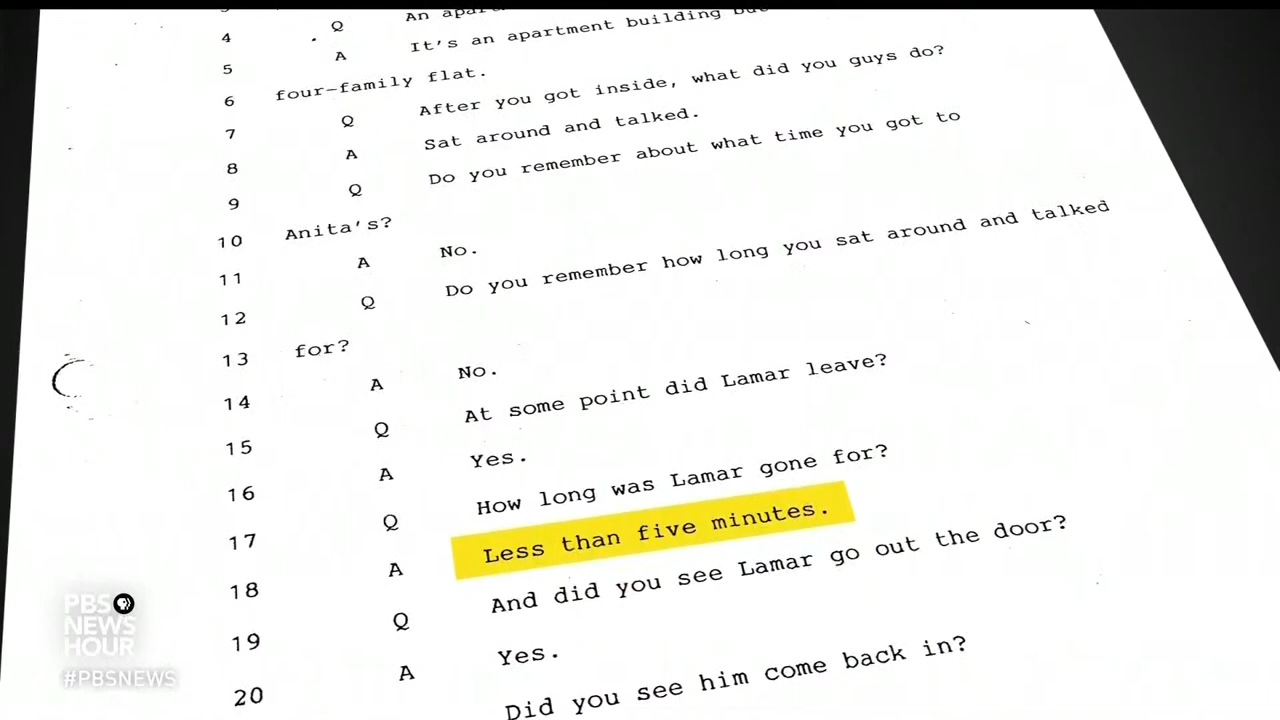 4 Q An
5 A It's an apartment building
6 four-family flat.
7 Q After you got inside, what did you guys do?
8 A Sat around and talked.
9 Q Do you remember about what time you got to
10 Anita's?
11 A No.
12 Q Do you remember how long you sat around and talked
13 for?
14 A No.
15 Q At some point did Lamar leave?
16 A Yes.
17 Q How long was Lamar gone for?
18 A Less than five minutes.
19 Q And did you see Lamar go out the door?
20 A Yes.
Did you see him come back in?
PBS
NEWS
HOUR
#PBSNEWS